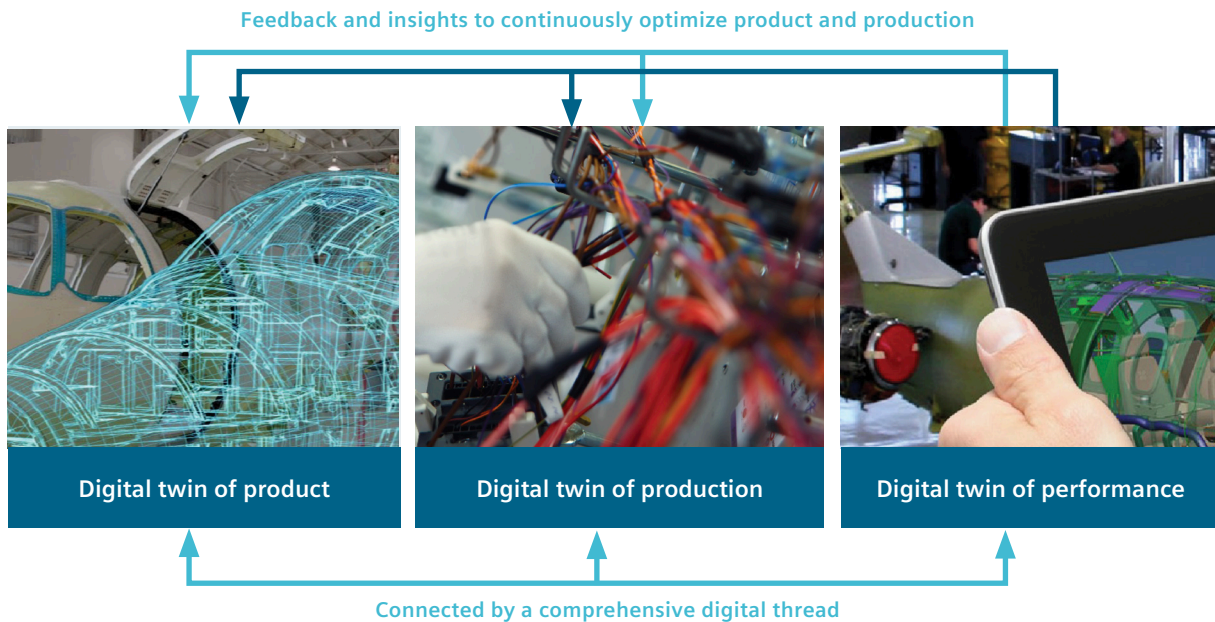 Feedback and insights to continuously optimize product and production
Digital twin of product
Digital twin of production
Digital twin of performance
Connected by a comprehensive digital thread